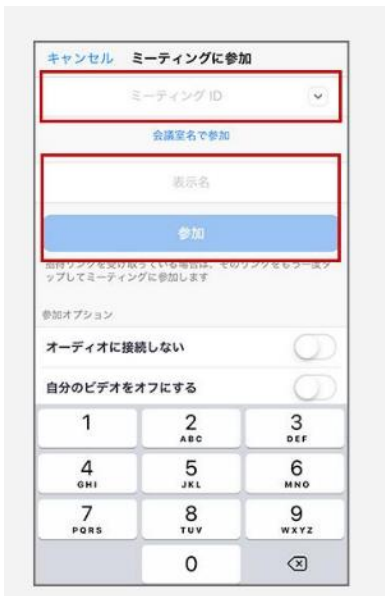 キャンセル ミーティングに参加
ミーティング ID
会議室名で参加
表示名
参加
招待リンクを受け取っている場合は、そのリンクをもう一度タ
ップしてミーティングに参加します
参加オプション
オーディオに接続しない
自分のビデオをオフにする
1 2 3
ABC DEF
4 5 6
GHI JKL MNO
7 8 9
PQRS TUV WXYZ
0